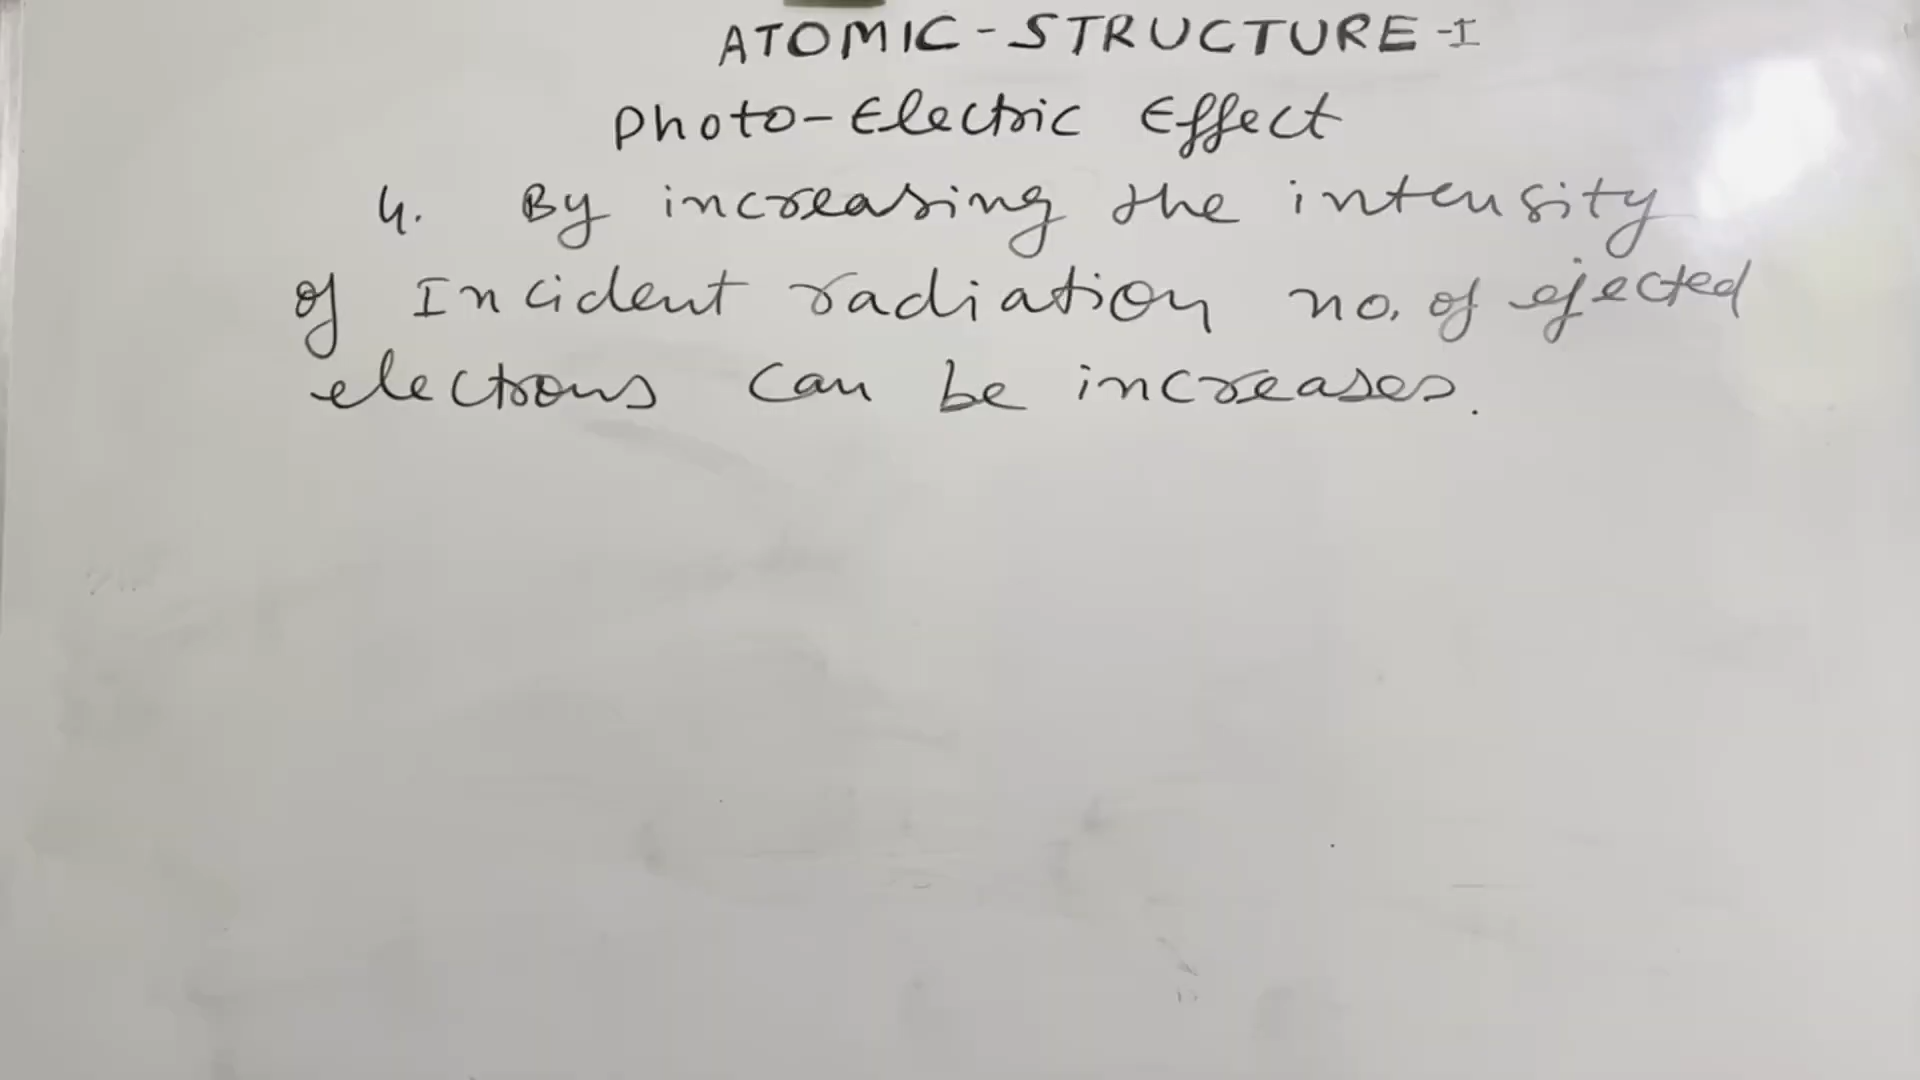 ATOMIC-STRUCTURE-I
Photo-Electric Effect
4. By increasing the intensity
of Incident radiation no. of ejected
electrons can be increases.